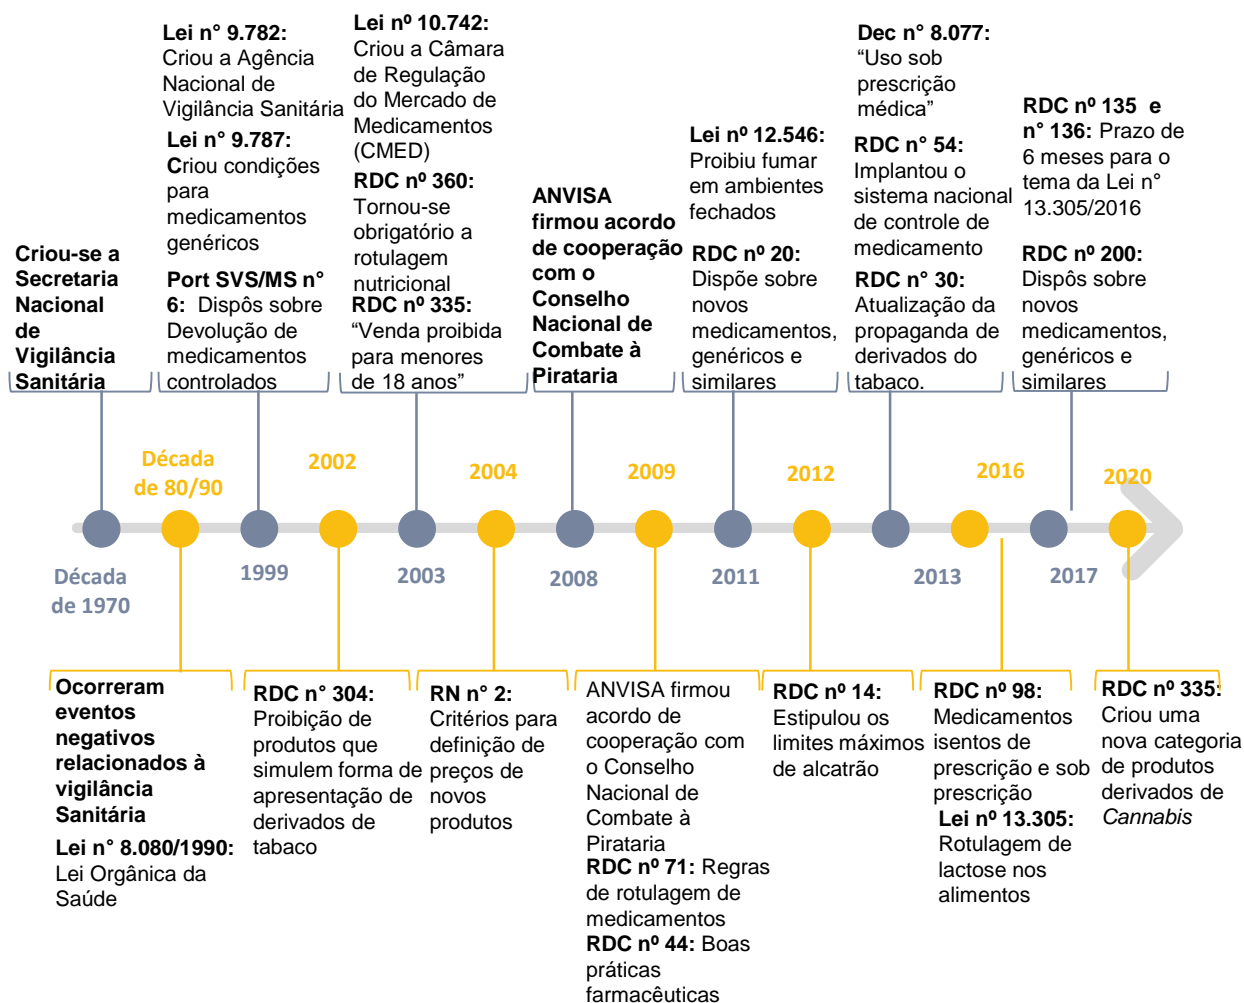 Criou-se a
Secretaria
Nacional
de
Vigilância
Sanitária
Lei n° 9.782:
Criou a Agência
Nacional de
Vigilância Sanitária
Lei n° 9.787:
Criou condições
para
medicamentos
genéricos
Port SVS/MS n°
6: Dispôs sobre
Devolução de
medicamentos
controlados
Lei nº 10.742:
Criou a Câmara
de Regulação
do Mercado de
Medicamentos
(CMED)
RDC nº 360:
Tornou-se
obrigatório a
rotulagem
nutricional
RDC nº 335:
“Venda proibida
para menores
de 18 anos”
ANVISA
firmou acordo
de cooperação
com o
Conselho
Nacional de
Combate à
Pirataria
Lei nº 12.546:
Proibiu fumar
em ambientes
fechados
RDC nº 20:
Dispõe sobre
novos
medicamentos,
genéricos e
similares
Dec n° 8.077:
“Uso sob
prescrição
médica”
RDC n° 54:
Implantou o
sistema nacional
de controle de
medicamento
RDC n° 30:
Atualização da
propaganda de
derivados do
tabaco.
RDC nº 135 e
n° 136: Prazo de
6 meses para o
tema da Lei n°
13.305/2016
RDC nº 200:
Dispôs sobre
novos
medicamentos,
genéricos e
similares
Década
de 80/90
2002
2004
2009
2012
2016
2020
Década
de 1970
1999
2003
2008
2011
2013
2017
Ocorreram
eventos
negativos
relacionados à
vigilância
Sanitária
Lei n° 8.080/1990:
Lei Orgânica da
Saúde
RDC n° 304:
Proibição de
produtos que
simulem forma de
apresentação de
derivados de
tabaco
RN n° 2:
Critérios para
definição de
preços de
novos
produtos
ANVISA firmou
acordo de
cooperação com
o Conselho
Nacional de
Combate à
Pirataria
RDC nº 71: Regras
de rotulagem de
medicamentos
RDC nº 44: Boas
práticas
farmacêuticas
RDC nº 14:
Estipulou os
limites máximos
de alcatrão
RDC nº 98:
Medicamentos
isentos de
prescrição e sob
prescrição
Lei nº 13.305:
Rotulagem de
lactose nos
alimentos
RDC nº 335:
Criou uma
nova categoria
de produtos
derivados de
Cannabis